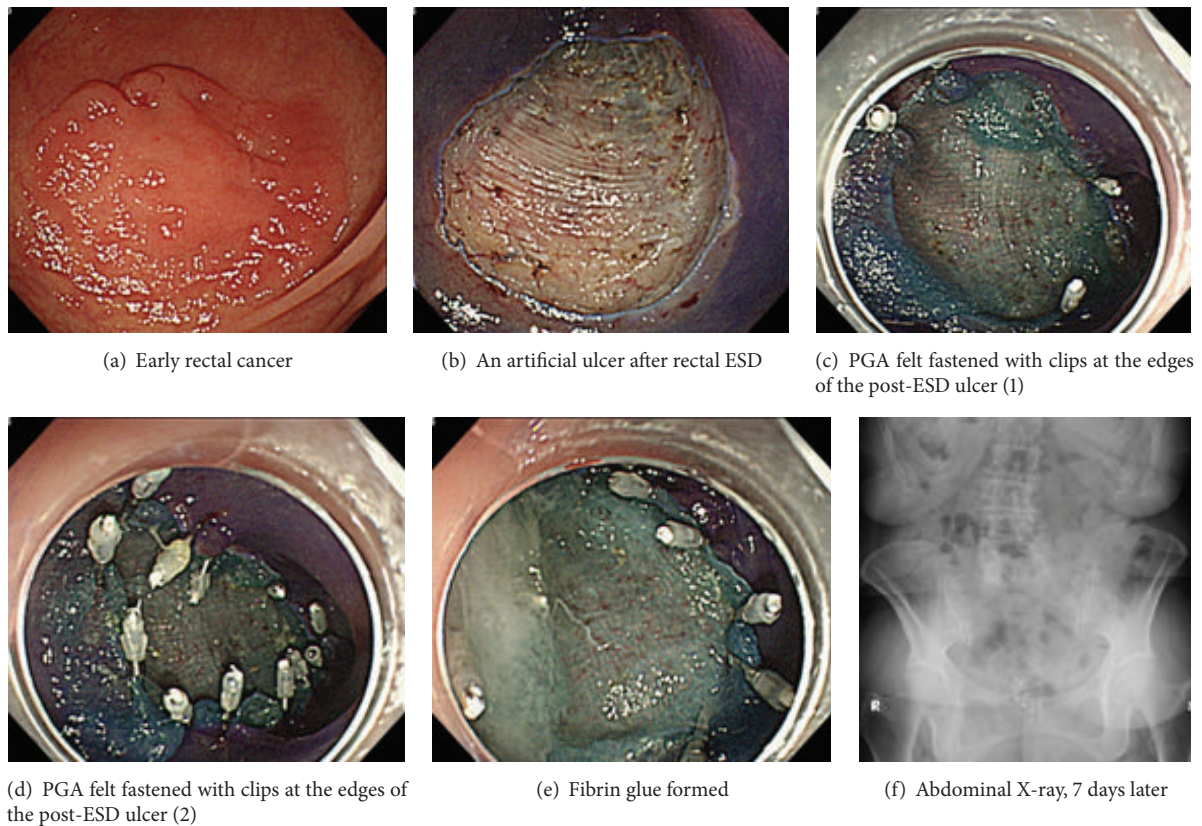 (a) Early rectal cancer
(b) An artificial ulcer after rectal ESD
(c) PGA felt fastened with clips at the edges
of the post-ESD ulcer (1)
(d) PGA felt fastened with clips at the edges of
the post-ESD ulcer (2)
(e) Fibrin glue formed
R
(f) Abdominal X-ray, 7 days later